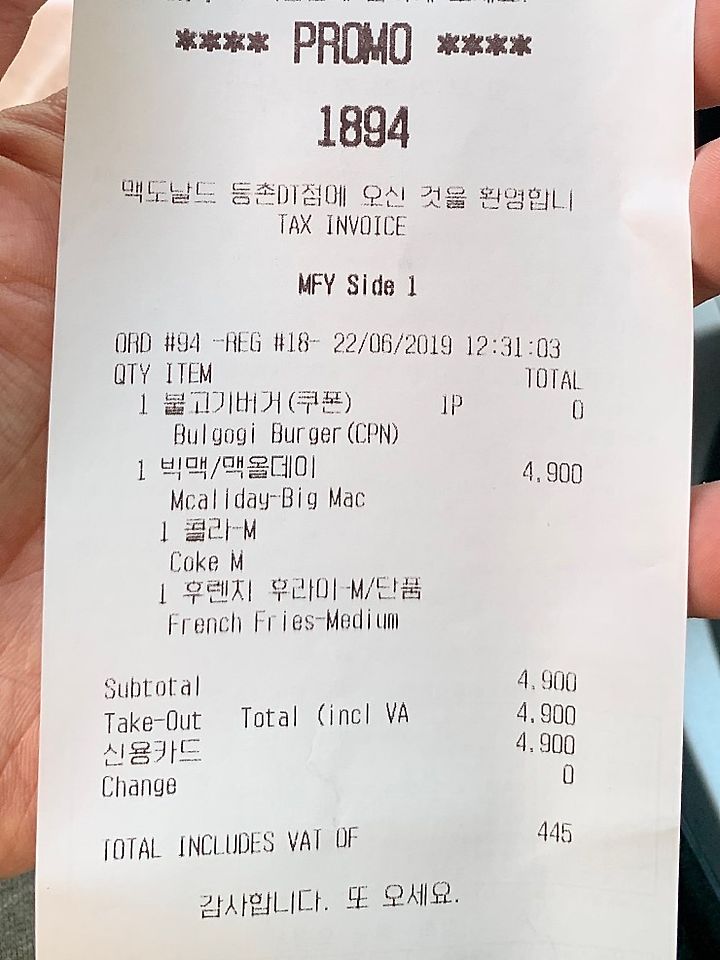 오세요.
**** PROMO ****
1894
맥도날드 등촌DT점에 오신 것을 환영합니
TAX INVOICE
MFY Side 1
ORD #94 -REG #18- 22/06/2019 12:31:03
QTY ITEM TOTAL
1 불고기버거(쿠폰) 1P 0
Bulgogi Burger(CPN)
1 빅맥/맥올데이 4,900
Mcallday-Big Mac
1 콜라-M
Coke M
1 후렌치 후라이-M/단품
French Fries-Medium
Subtotal 4,900
Take-Out Total (incl VA 4,900
신용카드 4,900
Change 0
TOTAL INCLUDES VAT OF 445
감사합니다. 또 오세요.